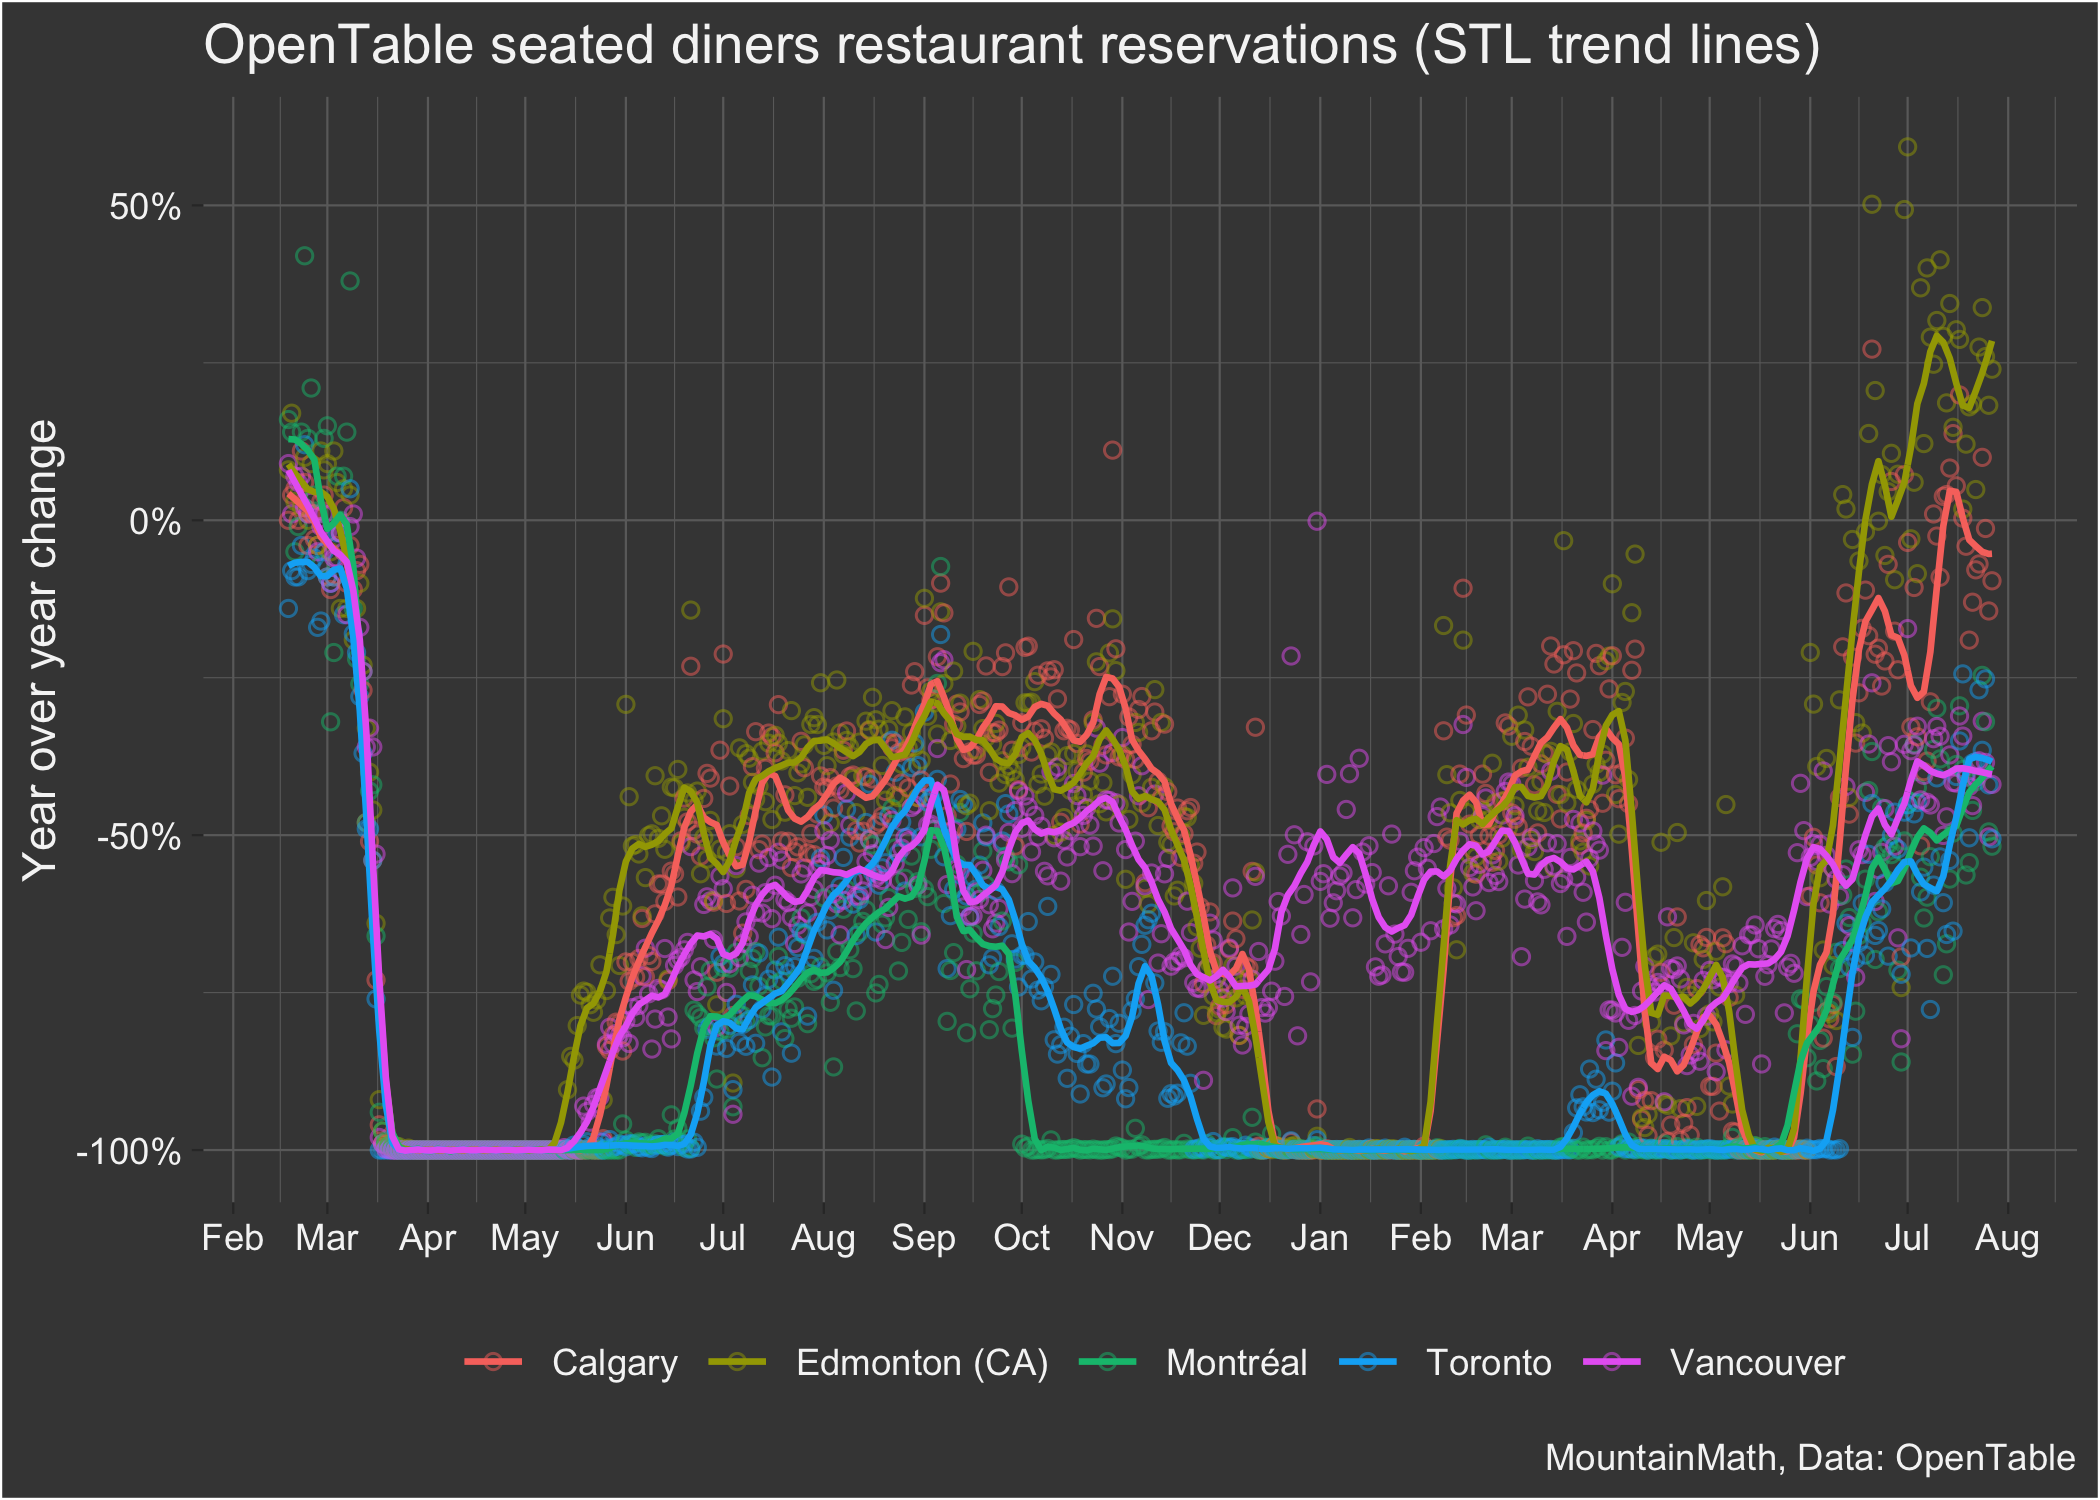 OpenTable seated diners restaurant reservations (STL trend lines)
Year over year change
50%
0%
-50%
-100%
Feb Mar Apr May Jun Jul Aug Sep Oct Nov Dec Jan Feb Mar Apr May Jun Jul Aug
Calgary Edmonton (CA) Montréal Toronto Vancouver
MountainMath, Data: OpenTable